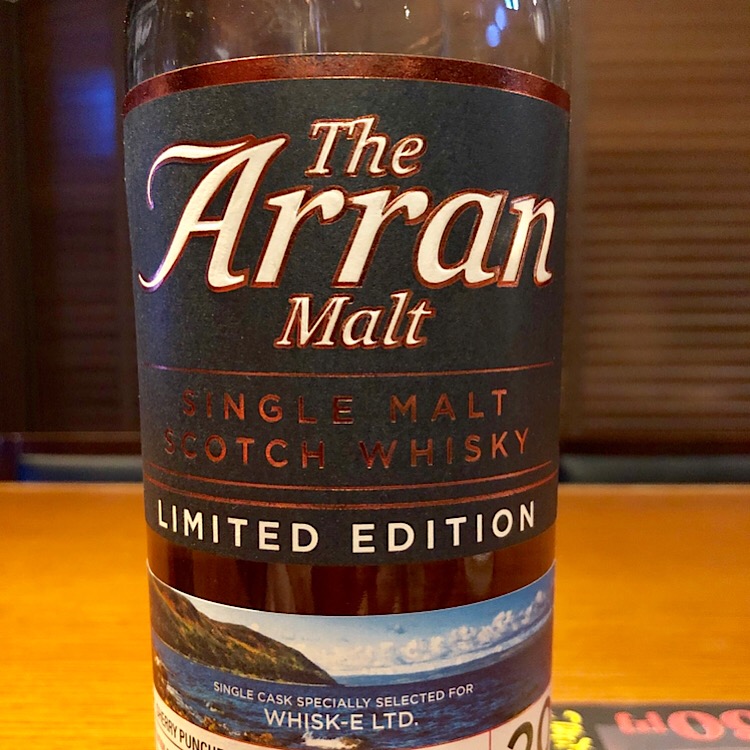 The
Arran
Malt
SINGLE MALT
SCOTCH WHISKY
LIMITED EDITION
SINGLE CASK SPECIALLY SELECTED FOR
WHISK-E LTD.